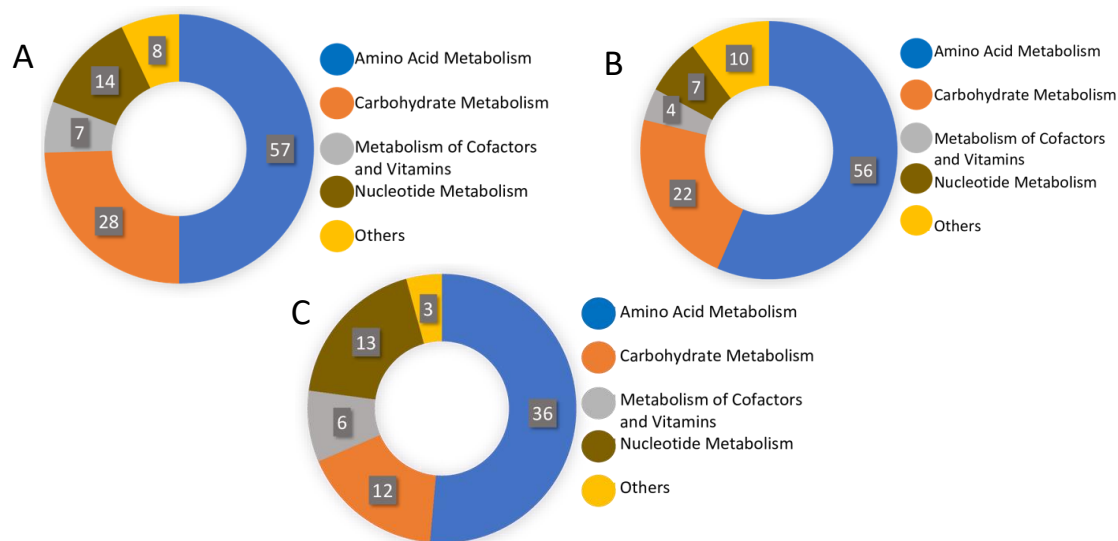 A
8
14
7
57
28
Amino Acid Metabolism
Carbohydrate Metabolism
Metabolism of Cofactors
and Vitamins
Nucleotide Metabolism
Others
B
10
7
4
56
22
Amino Acid Metabolism
Carbohydrate Metabolism
Metabolism of Cofactors
and Vitamins
Nucleotide Metabolism
Others
C
3
13
6
36
12
Amino Acid Metabolism
Carbohydrate Metabolism
Metabolism of Cofactors
and Vitamins
Nucleotide Metabolism
Others